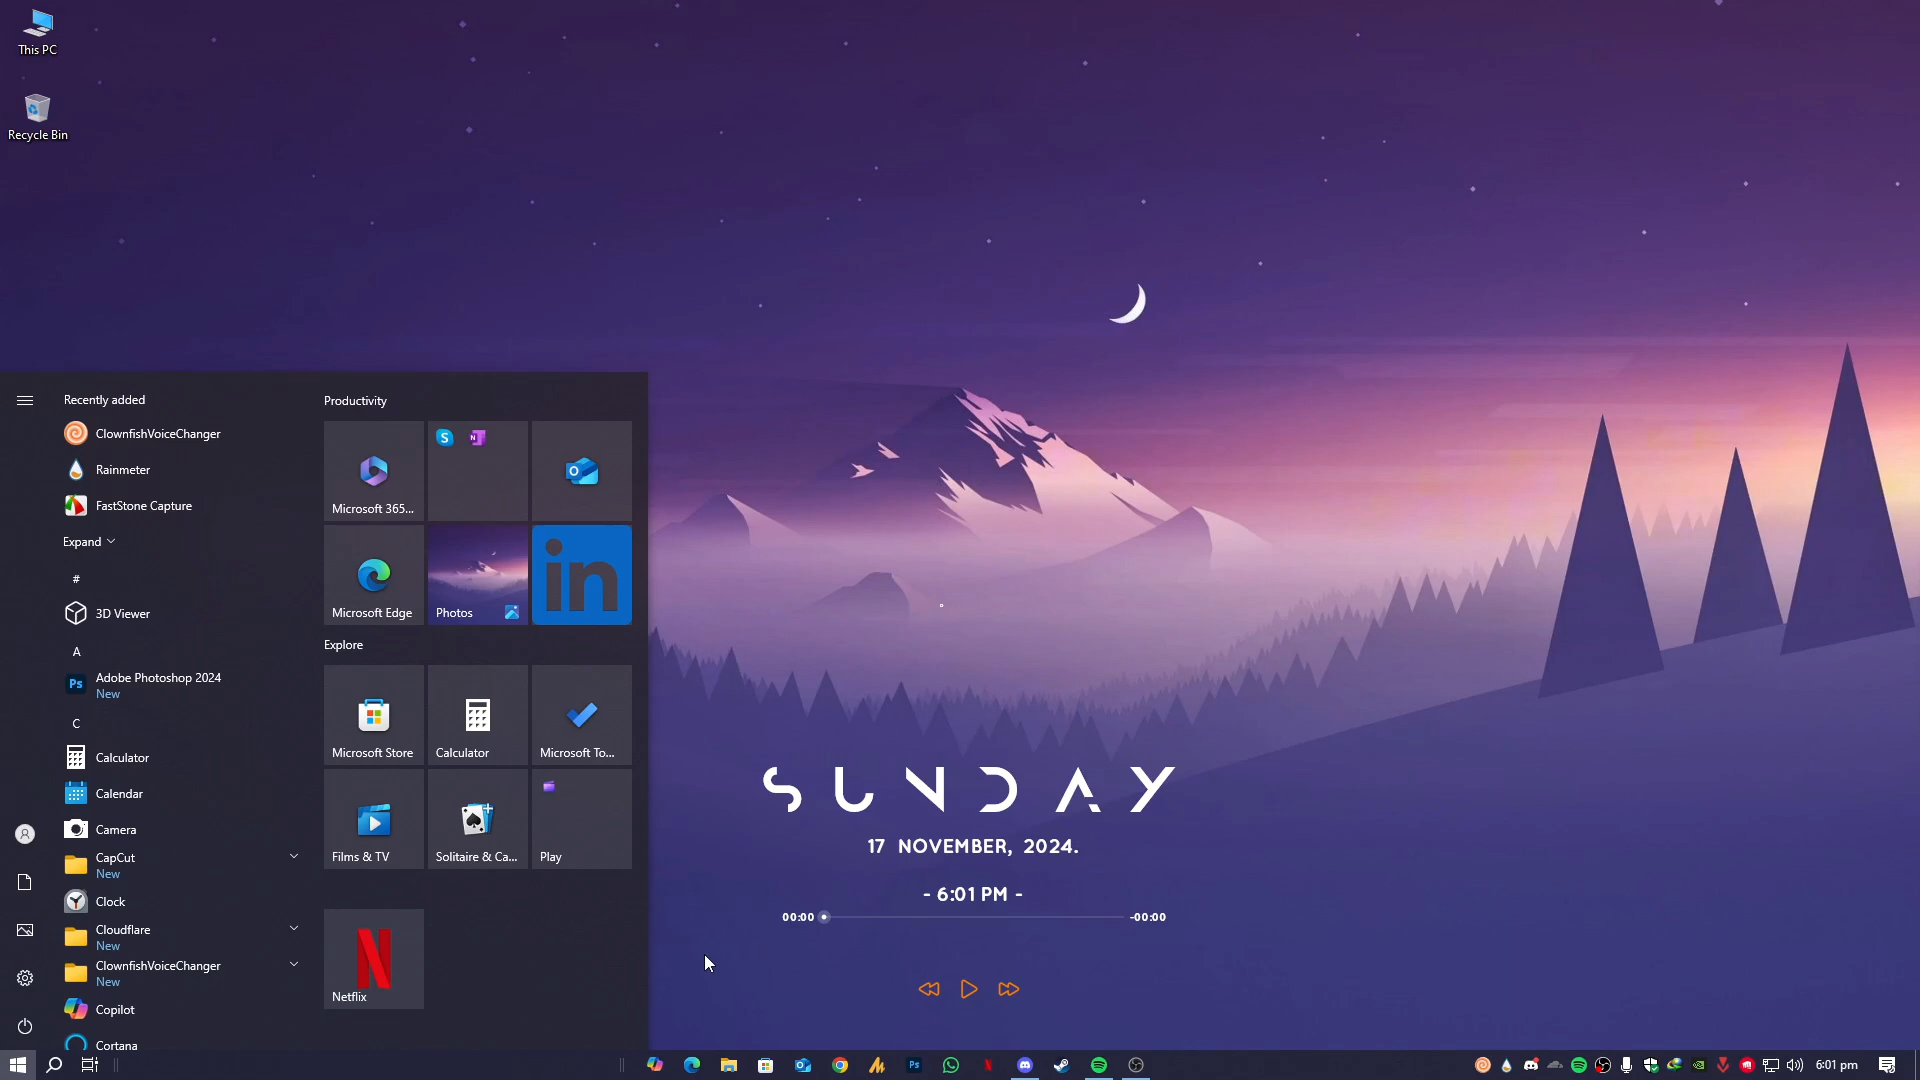 This PC
Recycle Bin
Recently added
ClownfishVoiceChanger
Rainmeter
FastStone Capture
Expand
#
3D Viewer
A
Ps
Adobe Photoshop 2024
New
C
Calculator
Calendar
Camera
CapCut
New
Clock
Cloudflare
New
ClownfishVoiceChanger
New
Copilot
Cortana
Productivity
Microsoft 365...
S
N
O
Microsoft Edge
Photos
in
Explore
Microsoft Store
Calculator
Microsoft To...
Films & TV
Solitaire & Ca...
Play
N
Netflix
SUNDAY
17 NOVEMBER, 2024.
- 6:01 PM -
00:00
-00:00
Ps
6:01 pm